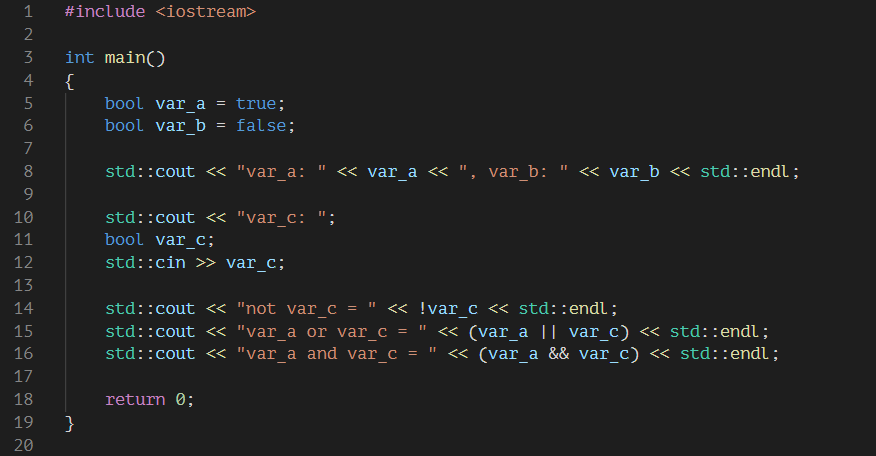 1 #include <iostream>
2
3 int main()
4 {
5     bool var_a = true;
6     bool var_b = false;
7
8     std::cout << "var_a: " << var_a << ", var_b: " << var_b << std::endl;
9
10     std::cout << "var_c: ";
11     bool var_c;
12     std::cin >> var_c;
13
14     std::cout << "not var_c = " << !var_c << std::endl;
15     std::cout << "var_a or var_c = " << (var_a || var_c) << std::endl;
16     std::cout << "var_a and var_c = " << (var_a && var_c) << std::endl;
17
18     return 0;
19 }
20